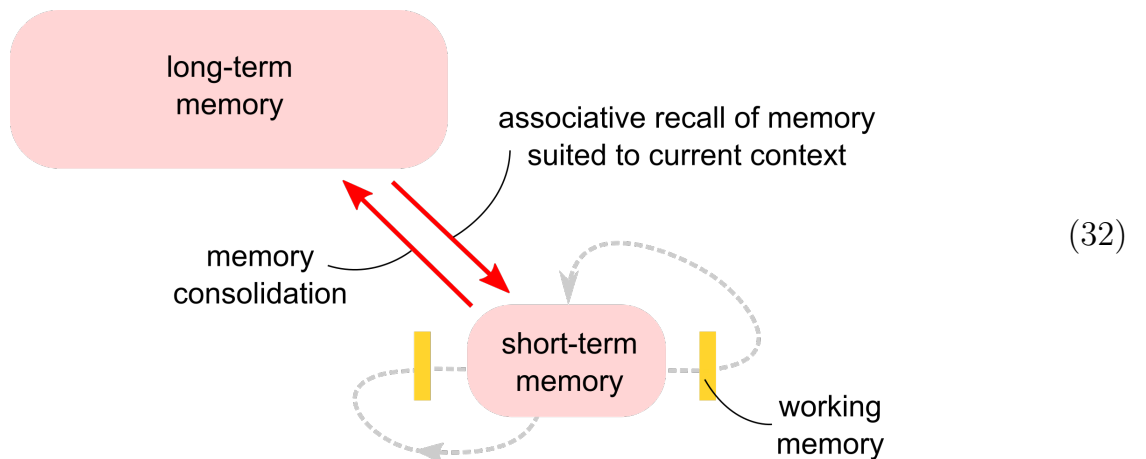 long-term
memory
associative recall of memory
suited to current context
(32)
memory
consolidation
short-term
memory
working
memory